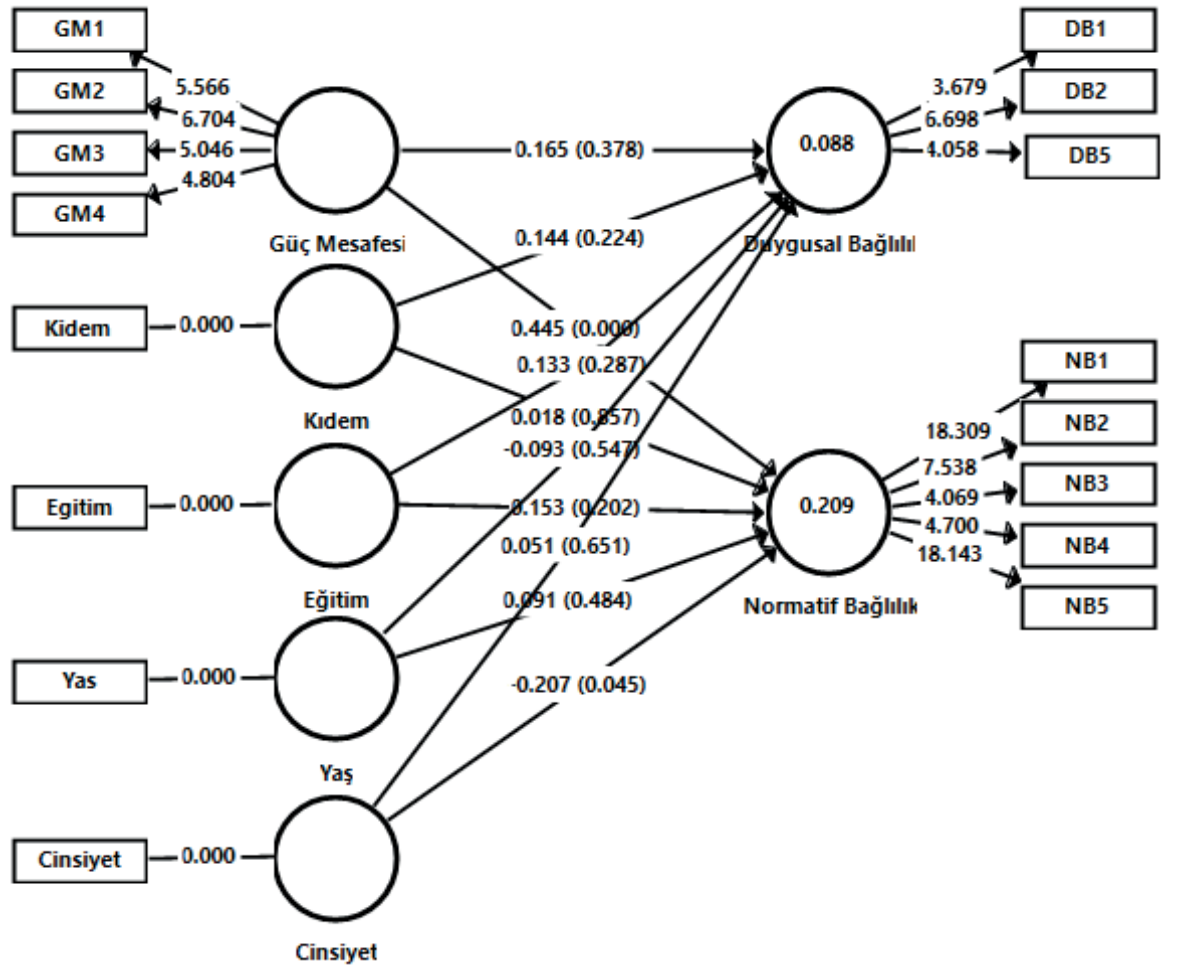 GM1
GM2
GM3
GM4
5.566
6.704
5.046
4.804
Güç Mesafesi
Kidem
0.000
Kıdem
Egitim
0.000
Eğitim
Yas
0.000
Yaş
Cinsiyet
0.000
Cinsiyet
0.165 (0.378)
0.144 (0.224)
0.445 (0.000)
0.133 (0.287)
0.018 (0.857)
-0.093 (0.547)
0.153 (0.202)
0.051 (0.651)
0.091 (0.484)
-0.207 (0.045)
0.088
Duygusal Bağlılıl
3.679
6.698
4.058
DB1
DB2
DB5
0.209
Normatif Bağlılık
18.309
7.538
4.069
4.700
18.143
NB1
NB2
NB3
NB4
NB5